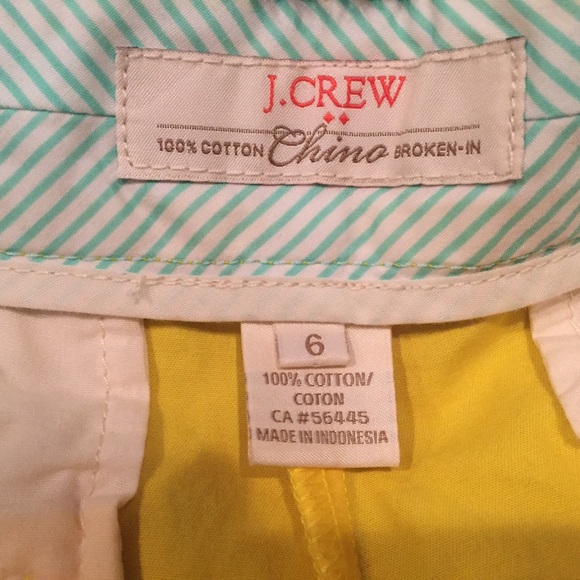 J.CREW
100% COTTON Chino BROKEN-IN
6
100% COTTON/
COTON
CA #56445
MADE IN INDONESIA